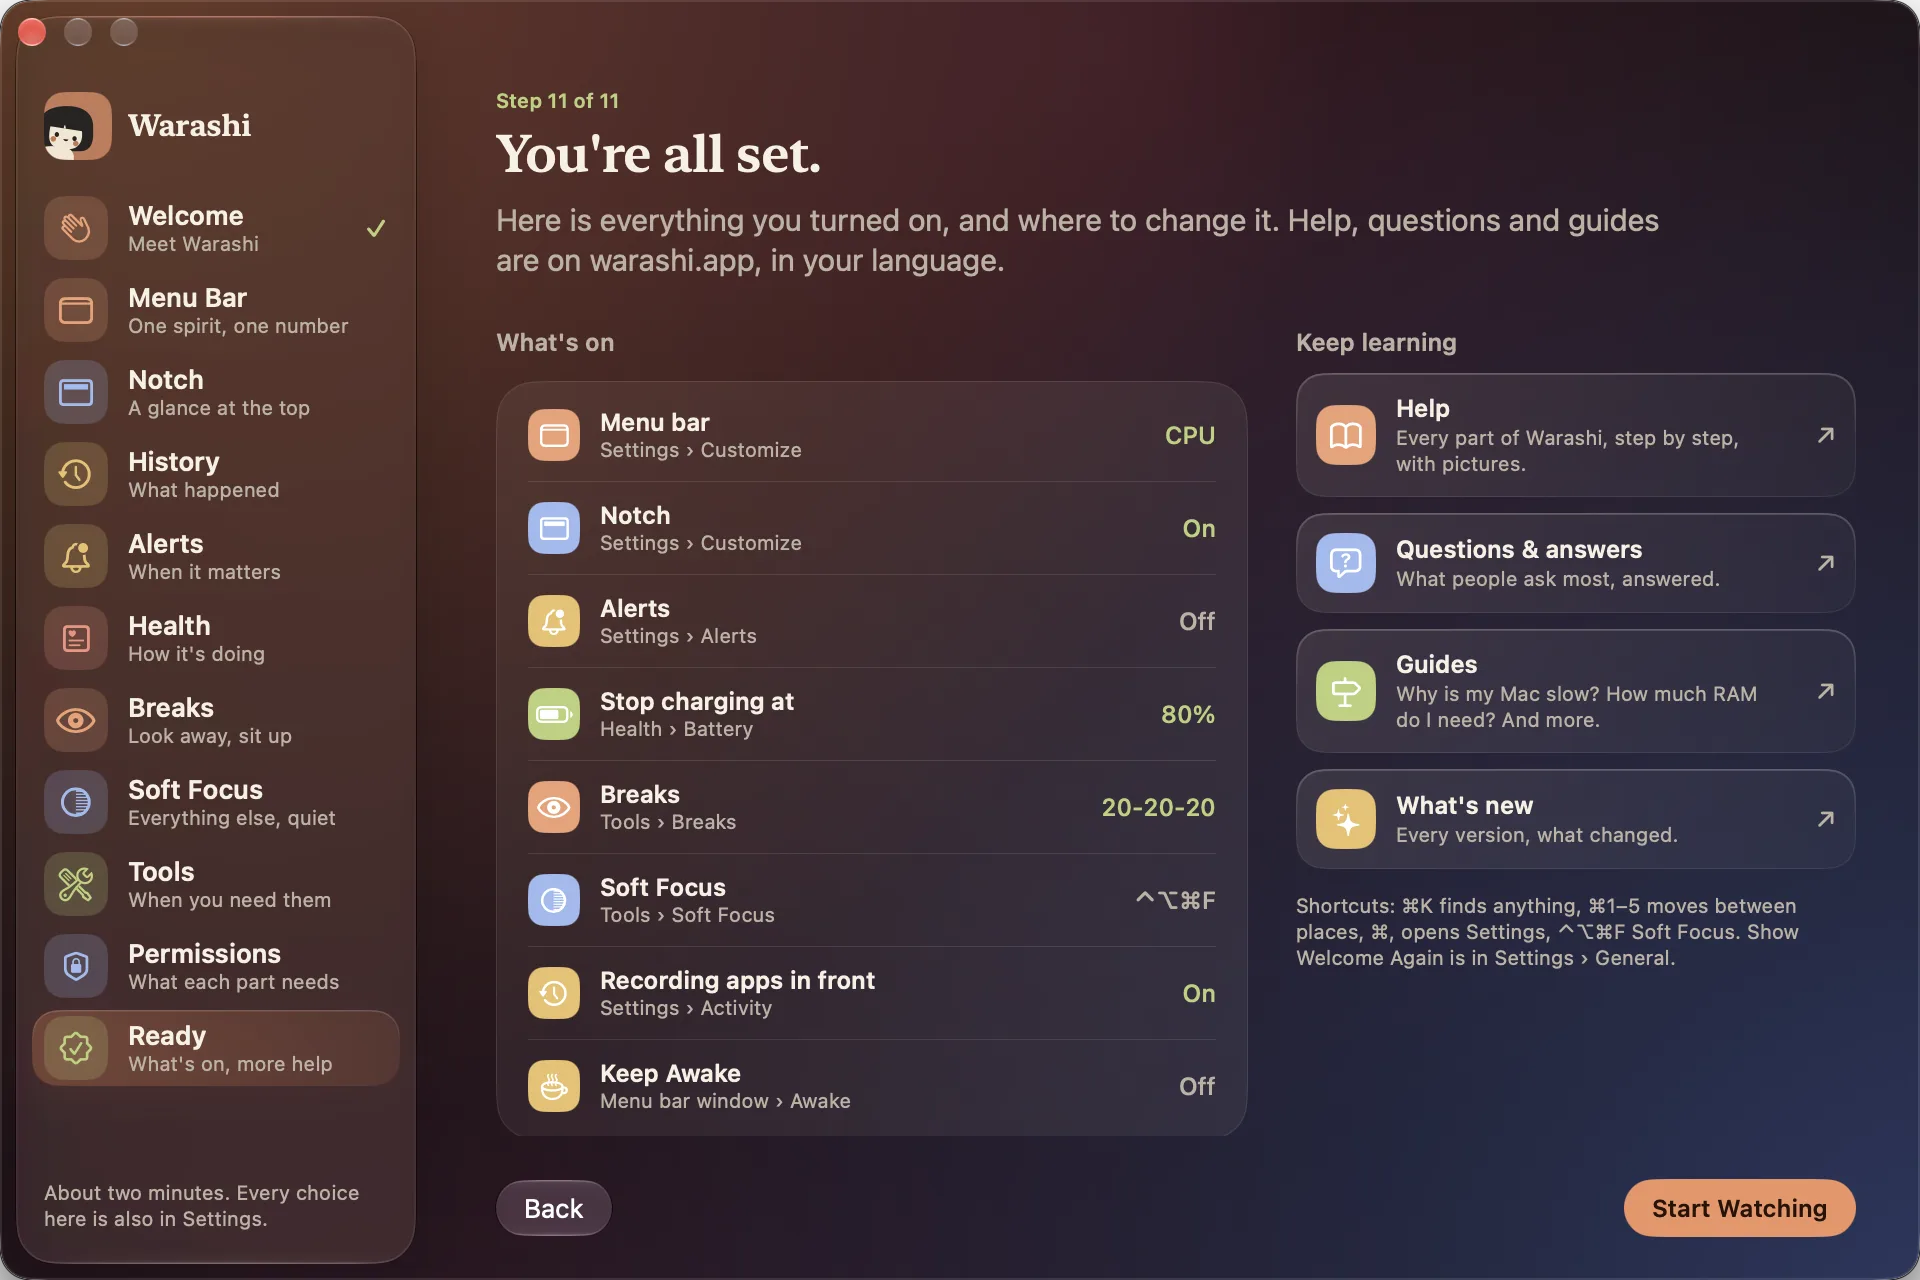 Warashi
Welcome
Meet Warashi
Menu Bar
One spirit, one number
Notch
A glance at the top
History
What happened
Alerts
When it matters
Health
How it's doing
Breaks
Look away, sit up
Soft Focus
Everything else, quiet
Tools
When you need them
Permissions
What each part needs
Ready
What's on, more help
About two minutes. Every choice
here is also in Settings.
Step 11 of 11
You're all set.
Here is everything you turned on, and where to change it. Help, questions and guides
are on warashi.app, in your language.
What's on
Menu bar
Settings › Customize
CPU
Notch
Settings › Customize
On
Alerts
Settings › Alerts
Off
Stop charging at
Health › Battery
80%
Breaks
Tools › Breaks
20-20-20
Soft Focus
Tools › Soft Focus
⌃⌥⌘F
Recording apps in front
Settings › Activity
On
Keep Awake
Menu bar window › Awake
Off
Keep learning
Help
Every part of Warashi, step by step,
with pictures.
Questions & answers
What people ask most, answered.
Guides
Why is my Mac slow? How much RAM
do I need? And more.
What's new
Every version, what changed.
Shortcuts: ⌘K finds anything, ⌘1–5 moves between
places, ⌘, opens Settings, ⌃⌥⌘F Soft Focus. Show
Welcome Again is in Settings › General.
Back
Start Watching